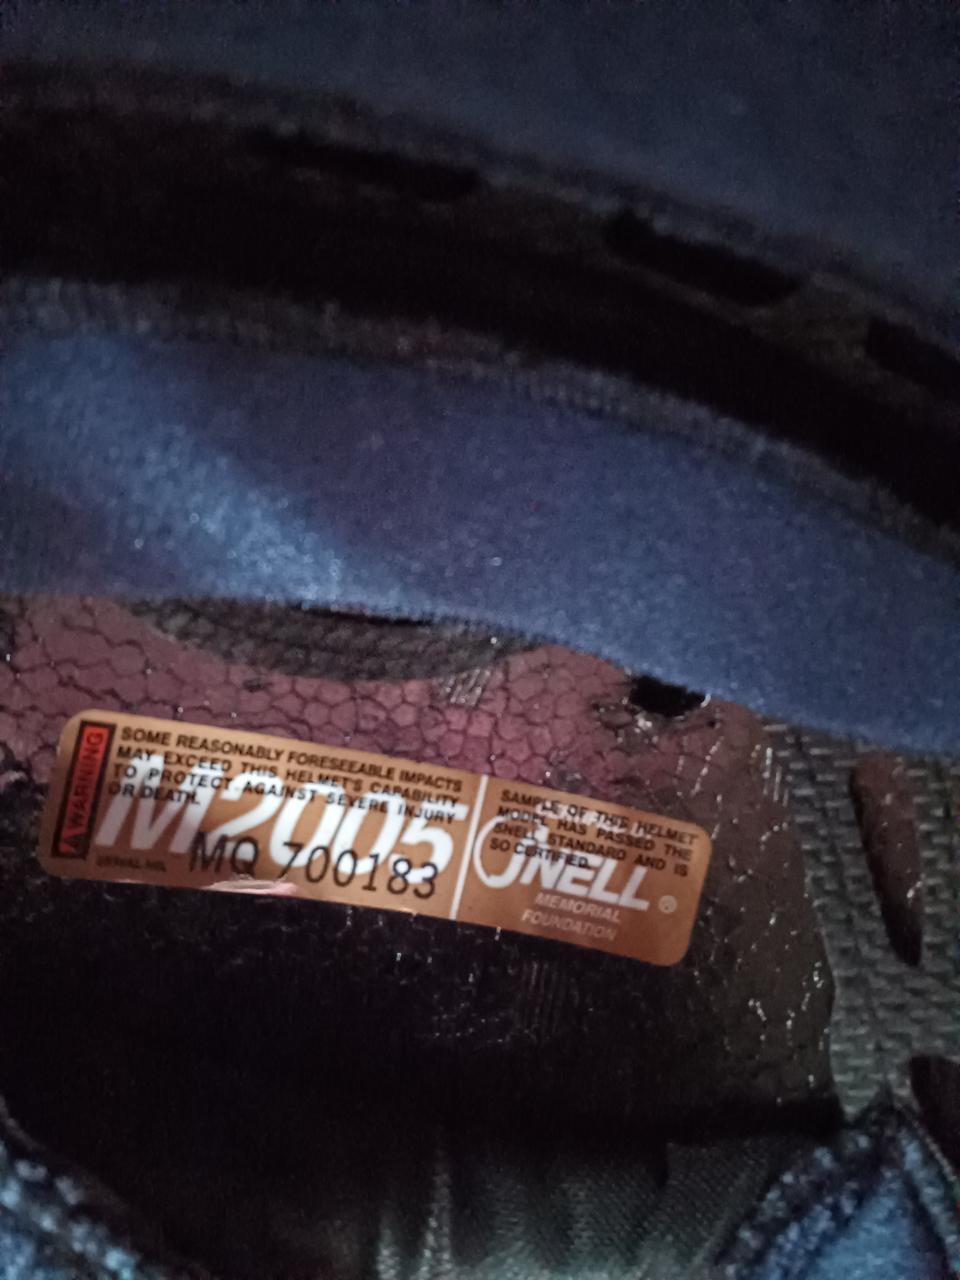 WARNING
SOME REASONABLY FORESEEABLE IMPACTS
MAY EXCEED THIS HELMET'S CAPABILITY
TO PROTECT AGAINST SEVERE INJURY
OR DEATH.
M2005
SERIAL NO. MQ 700183
SAMPLE OF THIS HELMET
MODEL HAS PASSED THE
SNELL STANDARD AND IS
SO CERTIFIED
SNELL®
MEMORIAL
FOUNDATION